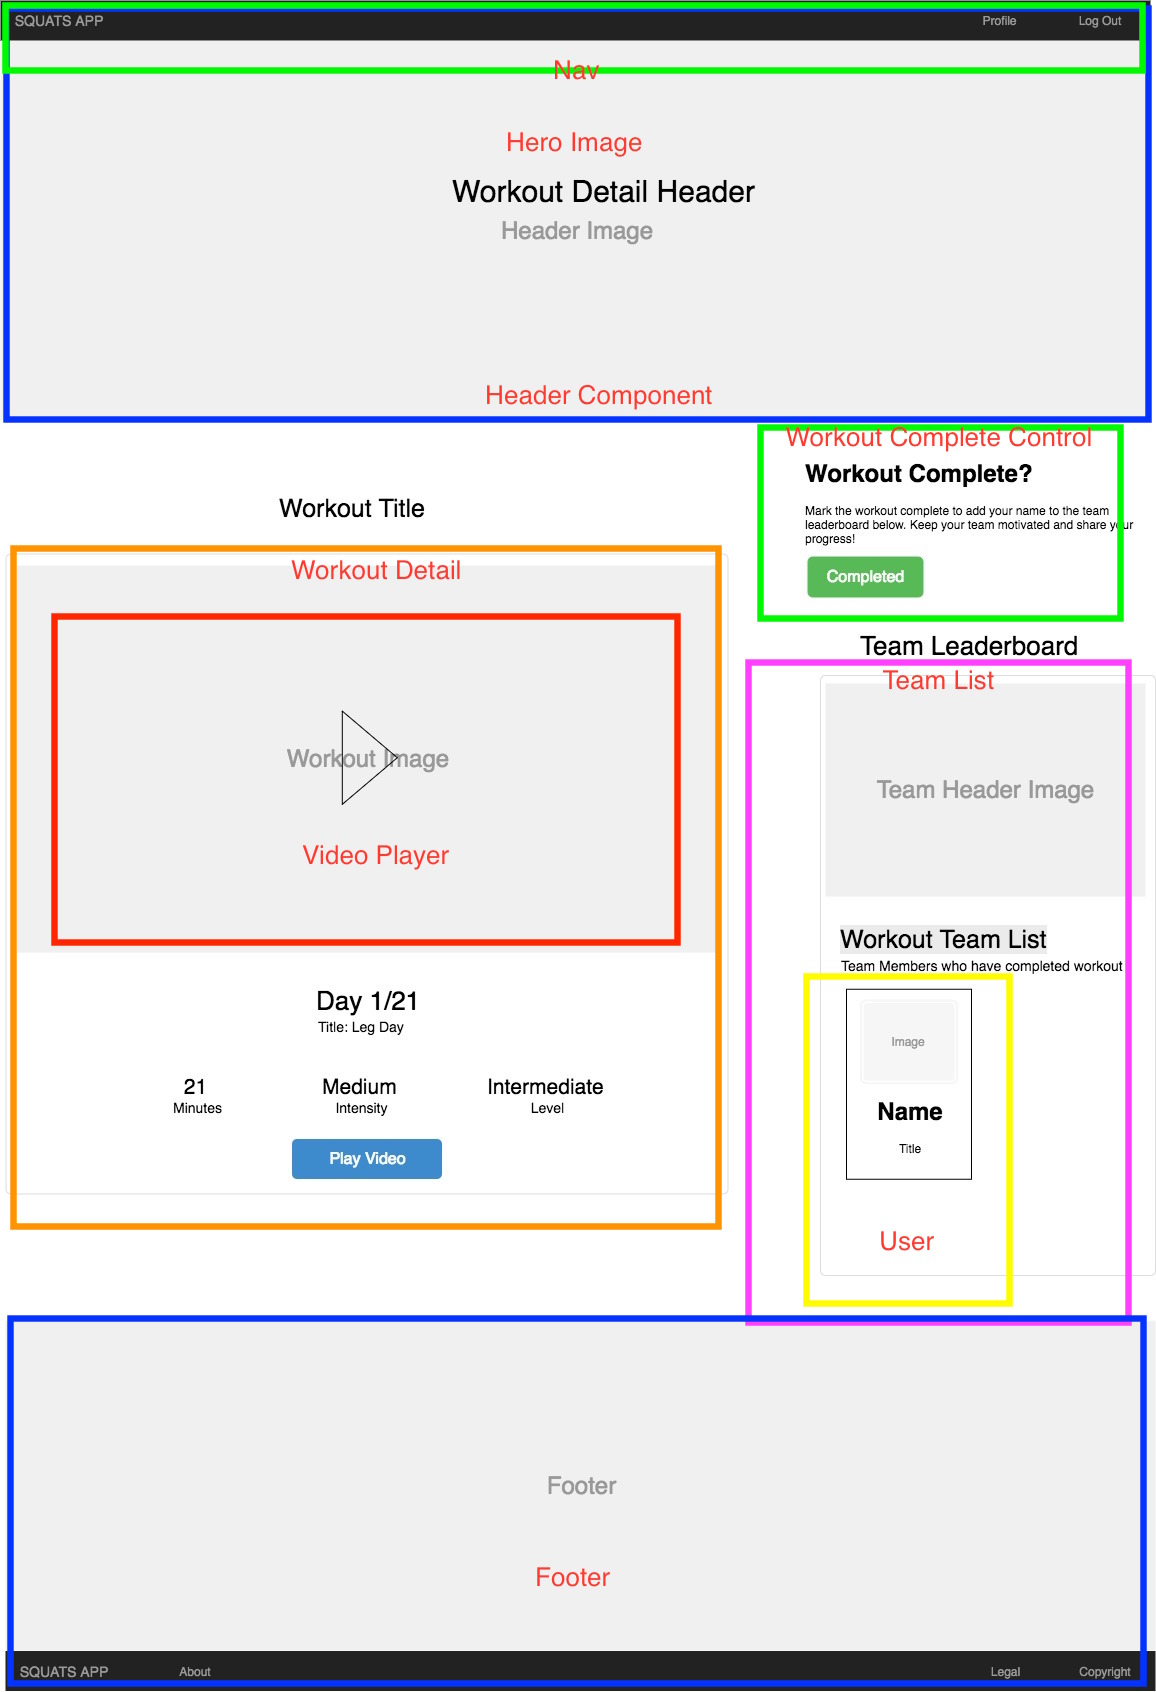 SQUATS APP
Profile
Log Out
Nav
Hero Image
Workout Detail Header
Header Image
Header Component
Workout Complete Control
Workout Complete?
Mark the workout complete to add your name to the team
leaderboard below. Keep your team motivated and share your
progress!
Completed
Workout Title
Workout Detail
Workout Image
Video Player
Day 1/21
Title: Leg Day
21
Minutes
Medium
Intensity
Intermediate
Level
Play Video
Team Leaderboard
Team List
Team Header Image
Workout Team List
Team Members who have completed workout
Image
Name
Title
User
Footer
Footer
SQUATS APP
About
Legal
Copyright